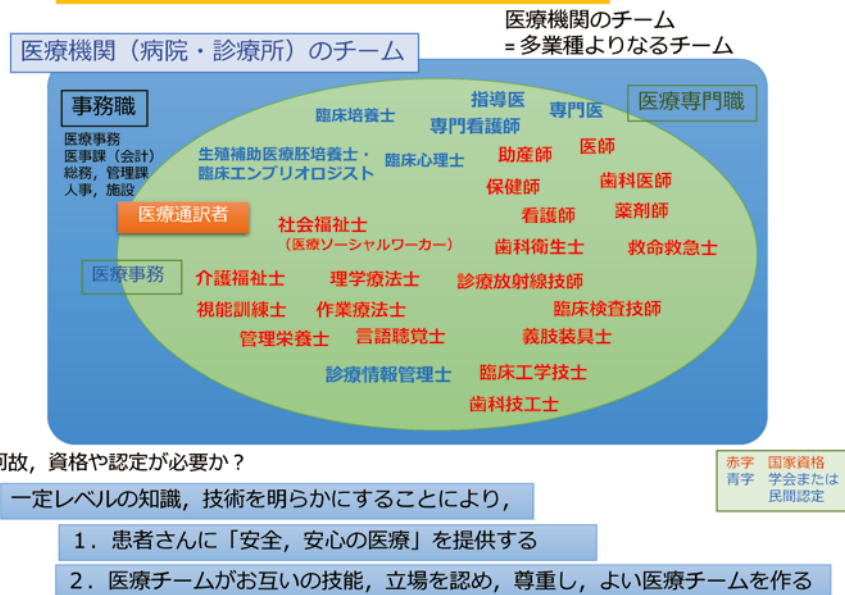 医療機関のチーム
= 多業種よりなるチーム
医療機関（病院・診療所）のチーム
事務職
医療事務
医事課（会計）
総務，管理課
人事，施設
医療専門職
指導医
専門医
臨床培養士
専門看護師
生殖補助医療胚培養士・
臨床エンブリオロジスト
臨床心理士
助産師
医師
保健師
歯科医師
医療通訳者
社会福祉士
（医療ソーシャルワーカー）
看護師
薬剤師
歯科衛生士
救命救急士
医療事務
介護福祉士
理学療法士
診療放射線技師
視能訓練士
作業療法士
臨床検査技師
管理栄養士
言語聴覚士
義肢装具士
診療情報管理士
臨床工学技士
歯科技工士
何故，資格や認定が必要か？
赤字　国家資格
青字　学会または
民間認定
一定レベルの知識，技術を明らかにすることにより，
1．患者さんに「安全，安心の医療」を提供する
2．医療チームがお互いの技能，立場を認め，尊重し，よい医療チームを作る